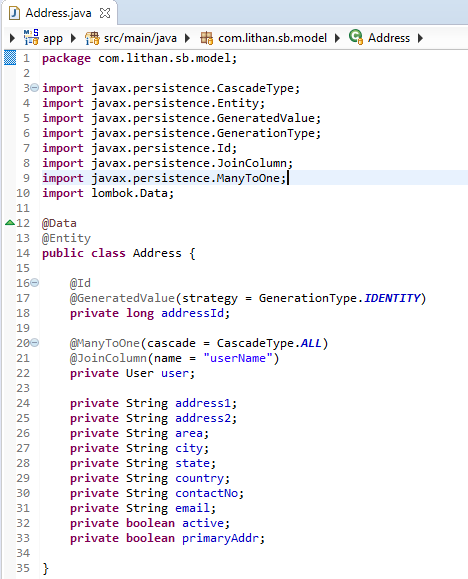 Address.java
app src/main/java com.lithan.sb.model Address
1 package com.lithan.sb.model;
2
3 import javax.persistence.CascadeType;
4 import javax.persistence.Entity;
5 import javax.persistence.GeneratedValue;
6 import javax.persistence.GenerationType;
7 import javax.persistence.Id;
8 import javax.persistence.JoinColumn;
9 import javax.persistence.ManyToOne;
10 import lombok.Data;
11
12 @Data
13 @Entity
14 public class Address {
15
16 @Id
17 @GeneratedValue(strategy = GenerationType.IDENTITY)
18 private long addressId;
19
20 @ManyToOne(cascade = CascadeType.ALL)
21 @JoinColumn(name = "userName")
22 private User user;
23
24 private String address1;
25 private String address2;
26 private String area;
27 private String city;
28 private String state;
29 private String country;
30 private String contactNo;
31 private String email;
32 private boolean active;
33 private boolean primaryAddr;
34
35 }